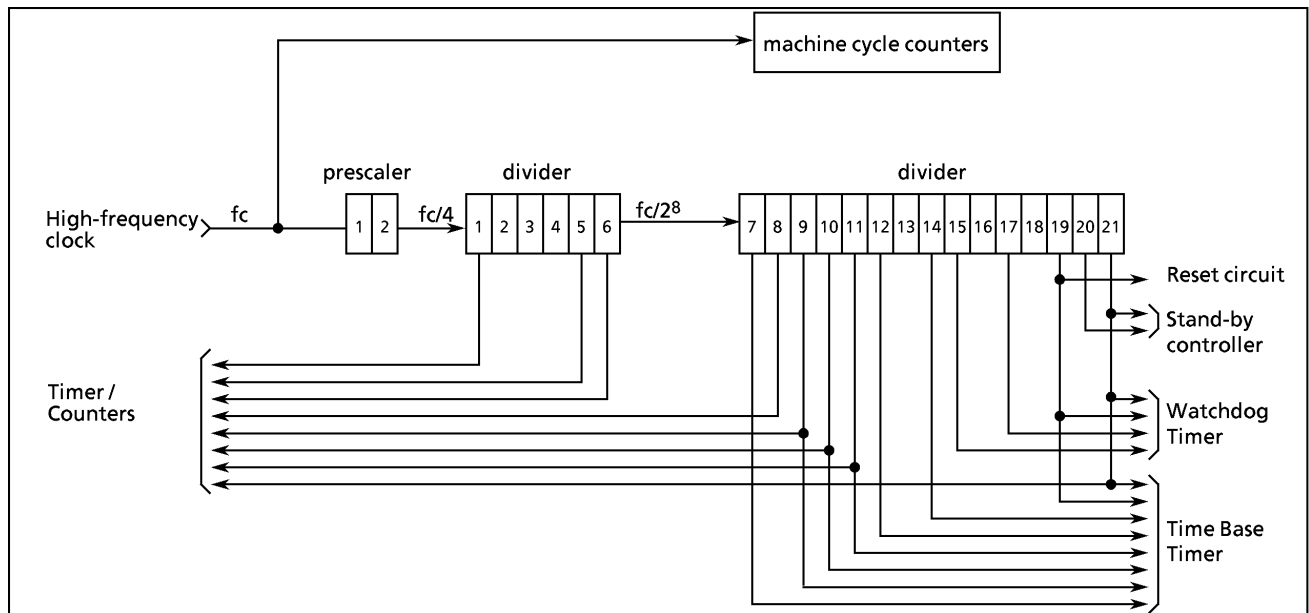 machine cycle counters
prescaler
divider
divider
High-frequency
clock
fc
1 2
fc/4
1 2 3 4 5 6
fc/2⁸
7 8 9 10 11 12 13 14 15 16 17 18 19 20 21
Reset circuit
Stand-by
controller
Timer /
Counters
Watchdog
Timer
Time Base
Timer